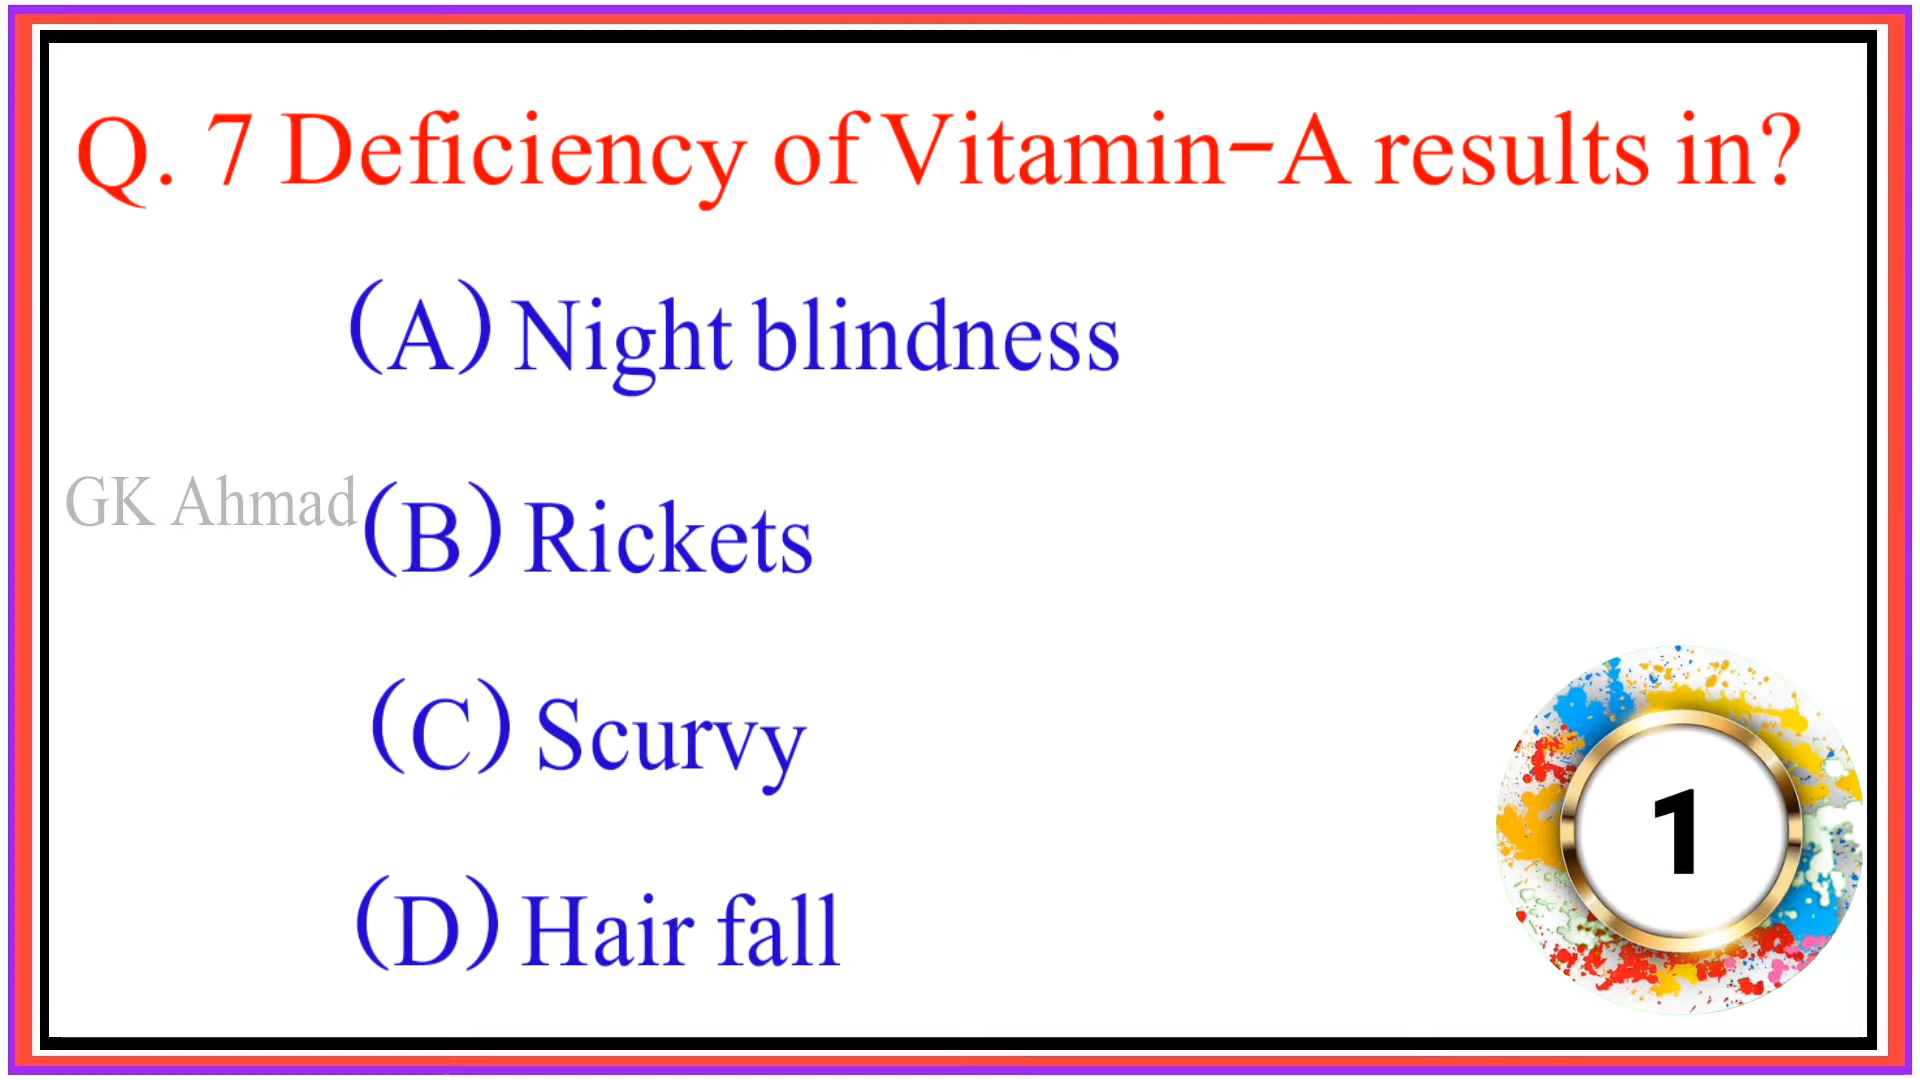 Q. 7 Deficiency of Vitamin-A results in?
(A) Night blindness
GK Ahmad
(B) Rickets
(C) Scurvy
(D) Hair fall
1